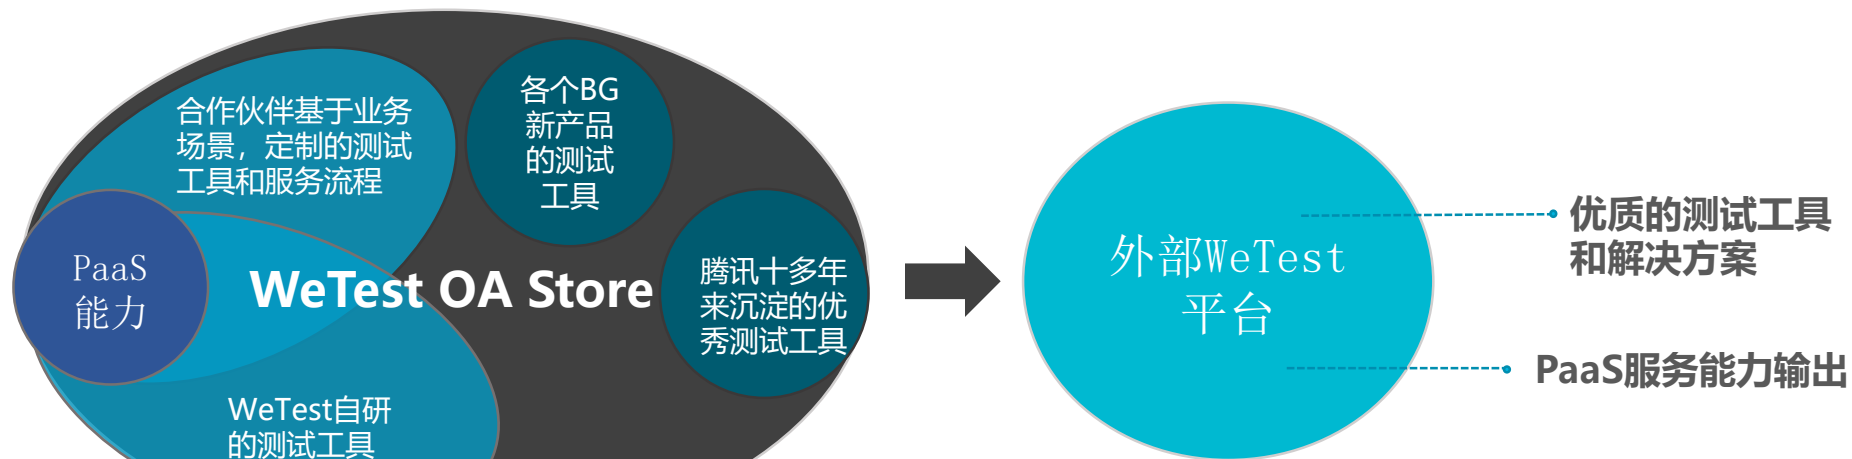 合作伙伴基于业务
场景，定制的测试
工具和服务流程
各个BG
新产品
的测试
工具
PaaS
能力
WeTest OA Store
腾讯十多年
来沉淀的优
秀测试工具
WeTest自研
的测试工具
外部WeTest
平台
优质的测试工具
和解决方案
PaaS服务能力输出